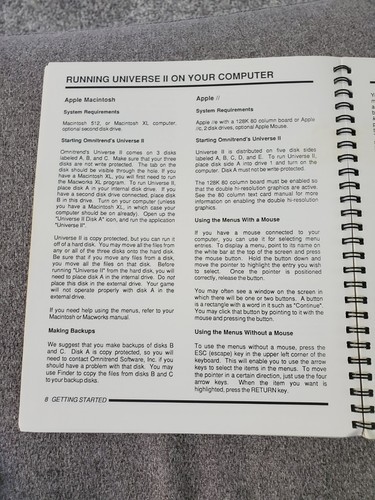 RUNNING UNIVERSE II ON YOUR COMPUTER
Apple Macintosh
System Requirements
Macintosh 512, or Macintosh XL computer,
optional second disk drive.
Starting Omnitrend's Universe II
Omnitrend's Universe II comes on 3 disks
labeled A, B, and C. Make sure that your three
disks are not write protected. The tab on the
disk should be visible through the hole. If you
have a Macintosh XL, you will first need to run
the Macworks XL program. To run Universe II,
place disk A in your internal disk drive. If you
have a second disk drive connected, place disk
B in this drive. Turn on your computer (unless
you have a Macintosh XL, in which case your
computer should be on already). Open up the
"Universe II Disk A" icon, and run the application
"Universe II".
Universe II is copy protected, but you can run it
off of a hard disk. You may move all the files from
any or all of the three disks onto the hard disk.
Be sure that if you move any files from a disk,
you move all the files on that disk. Before
running "Universe II" from the hard disk, you will
need to place disk A in the internal drive. Do not
place this disk in the external drive. Your game
will not operate properly with disk A in the
external drive.
If you need help using the menus, refer to your
Macintosh or Macworks manual.
Making Backups
We suggest that you make backups of disks B
and C. Disk A is copy protected, so you will
need to contact Omnitrend Software, Inc. if you
should have a problem with that disk. You may
use Finder to copy the files from disks B and C
to your backup disks.
Apple //
System Requirements
Apple //e with a 128K 80 column board or Apple
//c, 2 disk drives, optional Apple Mouse.
Starting Omnitrend's Universe II
Universe II is distributed on five disk sides
labeled A, B, C, D, and E. To run Universe II,
place disk side A into drive 1 and turn on the
computer. Disk A must not be write protected.
The 128K 80 column board must be enabled so
that the double hi-resolution graphics are active.
See the 80 column text card manual for more
information on enabling the double hi-resolution
graphics.
Using the Menus With a Mouse
If you have a mouse connected to your
computer, you can use it for selecting menu
entries. To display a menu, point to its name on
the white bar at the top of the screen and press
the mouse button. Hold the button down and
move the pointer to highlight the entry you wish
to select. Once the pointer is positioned
correctly, release the button.
You may often see a window on the screen in
which there will be one or two buttons. A button
is a rectangle with a word in it such as "Continue".
You may click that button by pointing to it with the
mouse and pressing the button.
Using the Menus Without a Mouse
To use the menus without a mouse, press the
ESC (escape) key in the upper left corner of the
keyboard. This will enable you to use the arrow
keys to select the items in the menus. To move
the pointer in a certain direction, just use the four
arrow keys. When the item you want is
highlighted, press the RETURN key.
8 GETTING STARTED